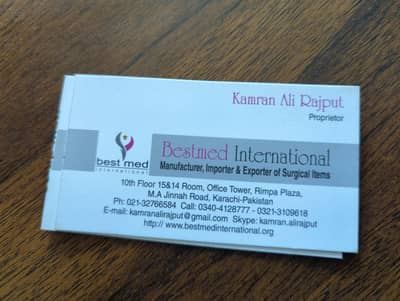 Kamran Ali Rajput
Proprietor
best med
international
Bestmed International
Manufacturer, Importer & Exporter of Surgical Items
10th Floor 15&14 Room, Office Tower, Rimpa Plaza,
M.A Jinnah Road, Karachi-Pakistan
Ph: 021-32766584 Call: 0340-4128777 - 0321-3109618
E-mail: kamranalirajput@gmail.com Skype: kamran.alirajput
http:// www.bestmedinternational.org